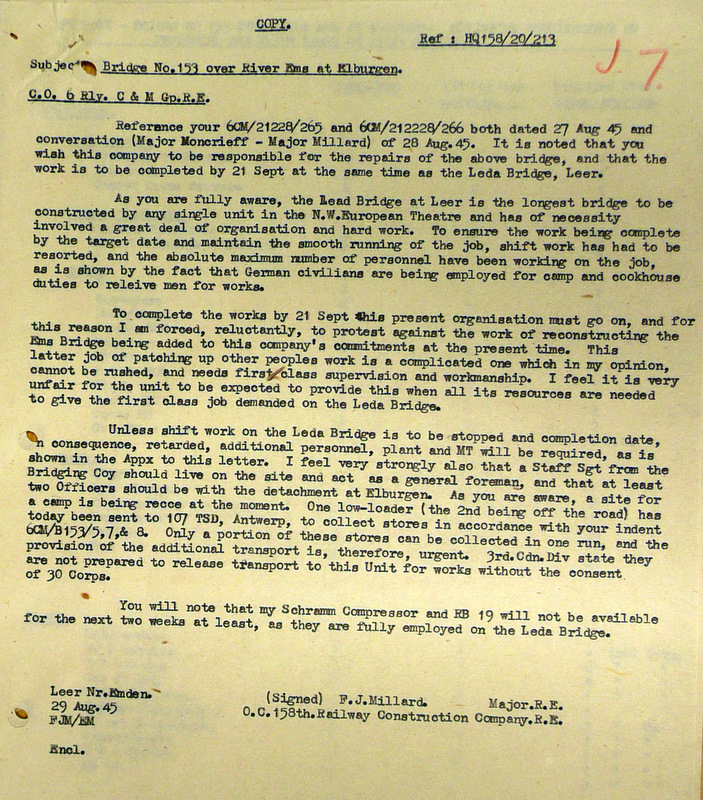 COPY.
Ref : HQ158/20/213
J 7.
Subject Bridge No.153 over River Ems at Elburgen.
C.O. 6 Rly. C & M Gp.R.E.
Reference your 6CM/21228/265 and 6CM/212228/266 both dated 27 Aug 45 and
conversation (Major Moncrieff - Major Millard) of 28 Aug.45. It is noted that you
wish this company to be responsible for the repairs of the above bridge, and that the
work is to be completed by 21 Sept at the same time as the Leda Bridge, Leer.
As you are fully aware, the Lead Bridge at Leer is the longest bridge to be
constructed by any single unit in the N.W.European Theatre and has of necessity
involved a great deal of organisation and hard work. To ensure the work being complete
by the target date and maintain the smooth running of the job, shift work has had to be
resorted, and the absolute maximum number of personnel have been working on the job,
as is shown by the fact that German civilians are being employed for camp and cookhouse
duties to releive men for works.
To complete the works by 21 Sept this present organisation must go on, and for
this reason I am forced, reluctantly, to protest against the work of reconstructing the
Ems Bridge being added to this company's commitments at the present time. This
latter job of patching up other peoples work is a complicated one which in my opinion,
cannot be rushed, and needs first/class supervision and workmanship. I feel it is very
unfair for the unit to be expected to provide this when all its resources are needed
to give the first class job demanded on the Leda Bridge.
Unless shift work on the Leda Bridge is to be stopped and completion date,
n consequence, retarded, additional personnel, plant and MT will be required, as is
shown in the Appx to this letter. I feel very strongly also that a Staff Sgt from the
Bridging Coy should live on the site and act as a general foreman, and that at least
two Officers should be with the detachment at Elburgen. As you are aware, a site for
a camp is being recce at the moment. One low-loader (the 2nd being off the road) has
today been sent to 107 TSD, Antwerp, to collect stores in accordance with your indent
6CM/B153/5,7,& 8. Only a portion of these stores can be collected in one run, and the
provision of the additional transport is, therefore, urgent. 3rd.Cdn.Div state they
are not prepared to release transport to this Unit for works without the consent
of 30 Corps.
You will note that my Schramm Compressor and RB 19 will not be available
for the next two weeks at least, as they are fully employed on the Leda Bridge.
Leer Nr.Emden.
29 Aug.45
FJM/EM
(Signed) F.J.Millard. Major.R.E.
O.C.158th.Railway Construction Company.R.E.
Encl.